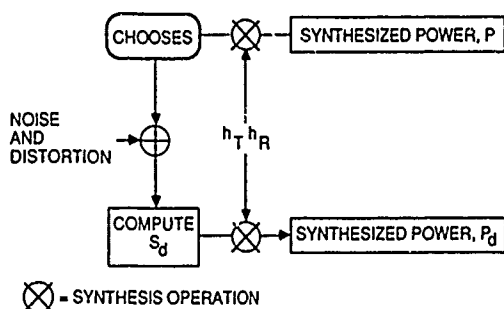 CHOOSES
SYNTHESIZED POWER, P
NOISE
AND
DISTORTION
h_T h_R
COMPUTE
S_d
SYNTHESIZED POWER, P_d
= SYNTHESIS OPERATION